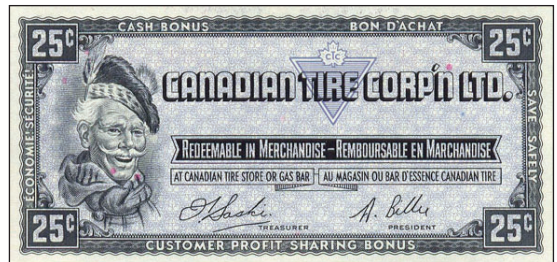 25¢ CASH BONUS BON D'ACHAT 25¢
CTC
CANADIAN TIRE CORP'N LTD.
ÉCONOMIE:SÉCURITÉ
SAVE-SAFELY
REDEEMABLE IN MERCHANDISE – REMBOURSABLE EN MARCHANDISE
AT CANADIAN TIRE STORE OR GAS BAR AU MAGASIN OU BAR D'ESSENCE CANADIAN TIRE
TREASURER PRESIDENT
25¢ CUSTOMER PROFIT SHARING BONUS 25¢